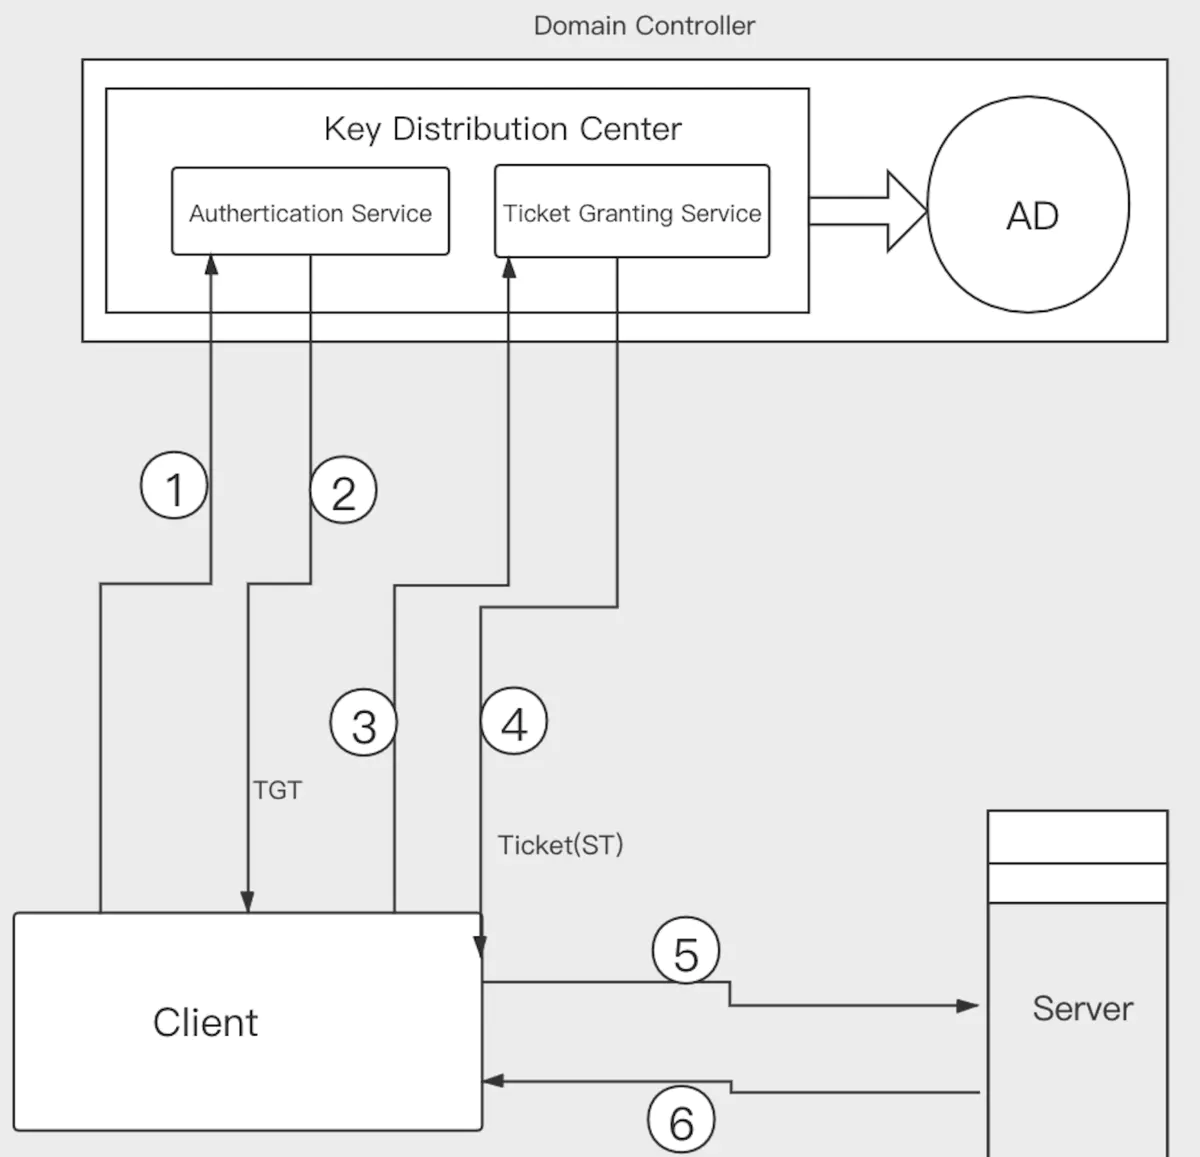 Domain Controller
Key Distribution Center
Authertication Service
Ticket Granting Service
AD
1
2
3
4
TGT
Ticket(ST)
5
Client
Server
6